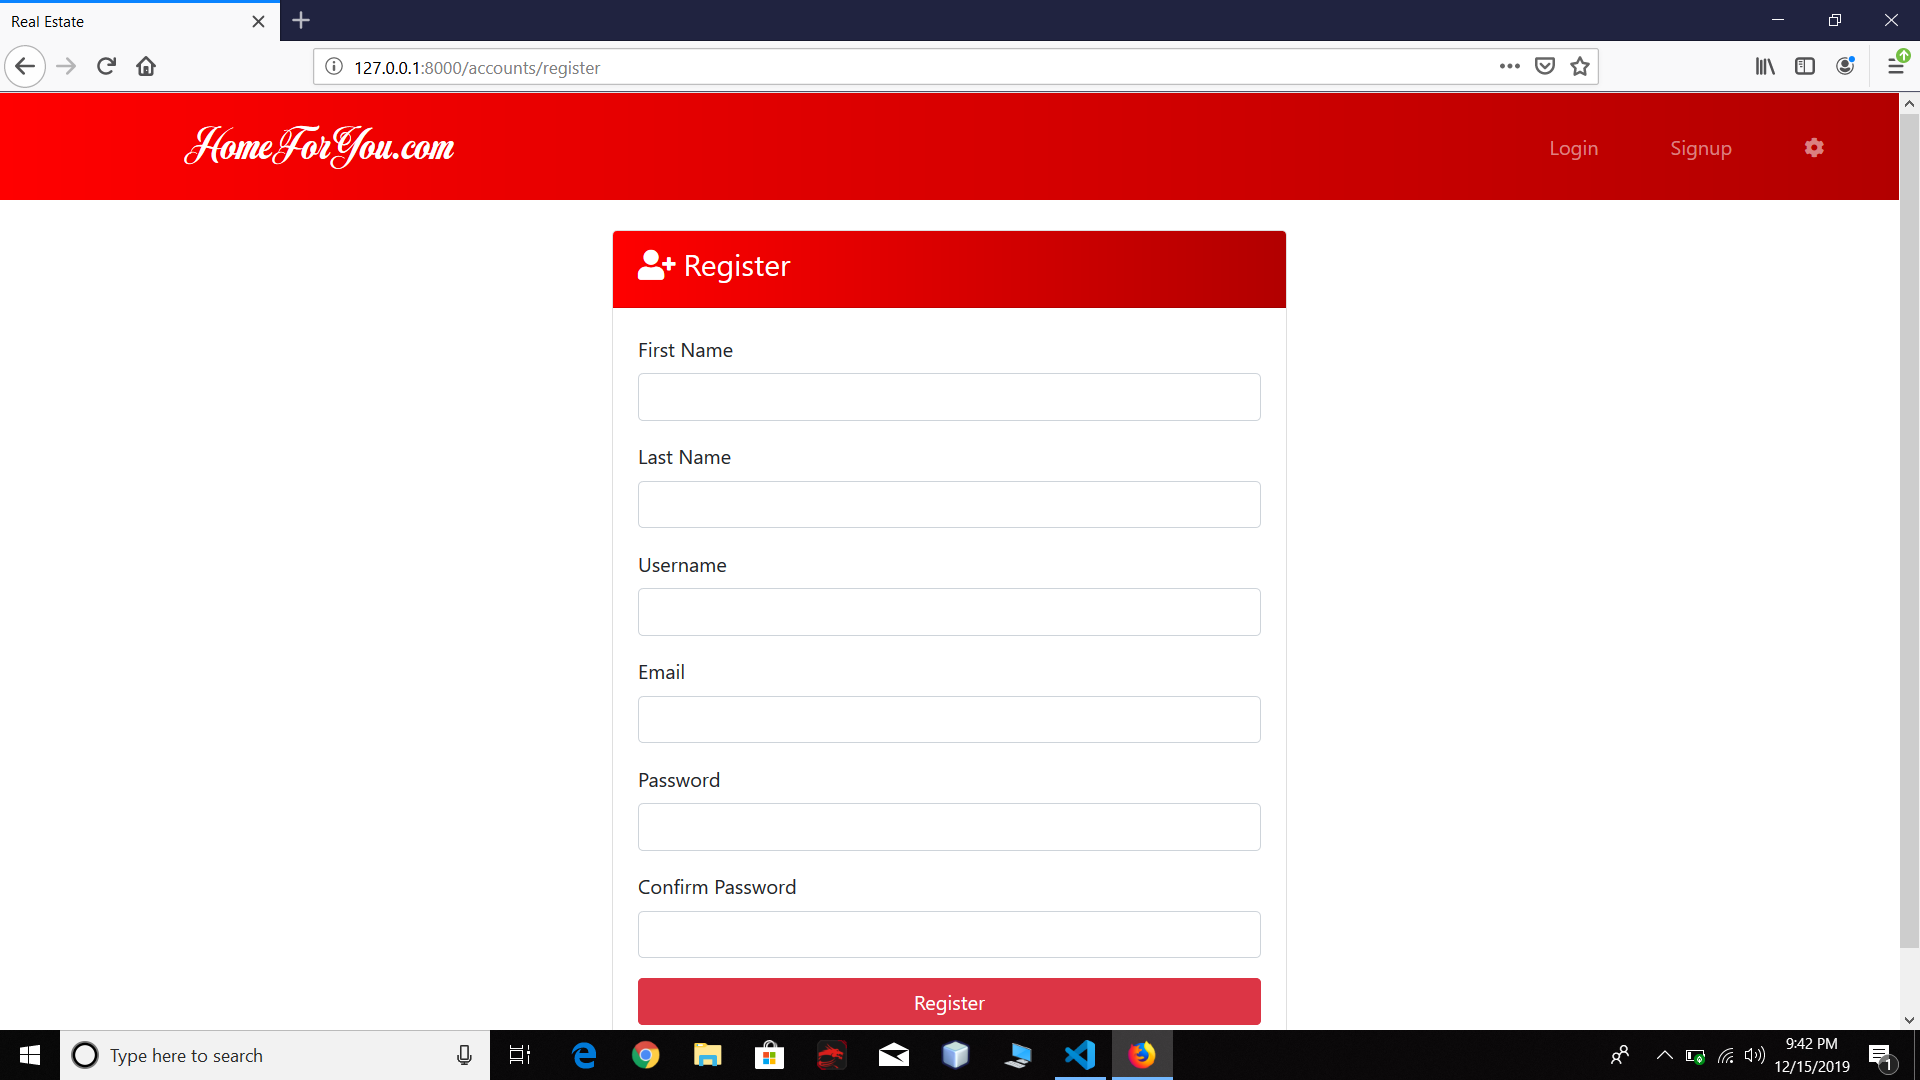 Real Estate
127.0.0.1:8000/accounts/register
HomeForYou.com
Login
Signup
Register
First Name
Last Name
Username
Email
Password
Confirm Password
Register
Type here to search
9:42 PM
12/15/2019
1